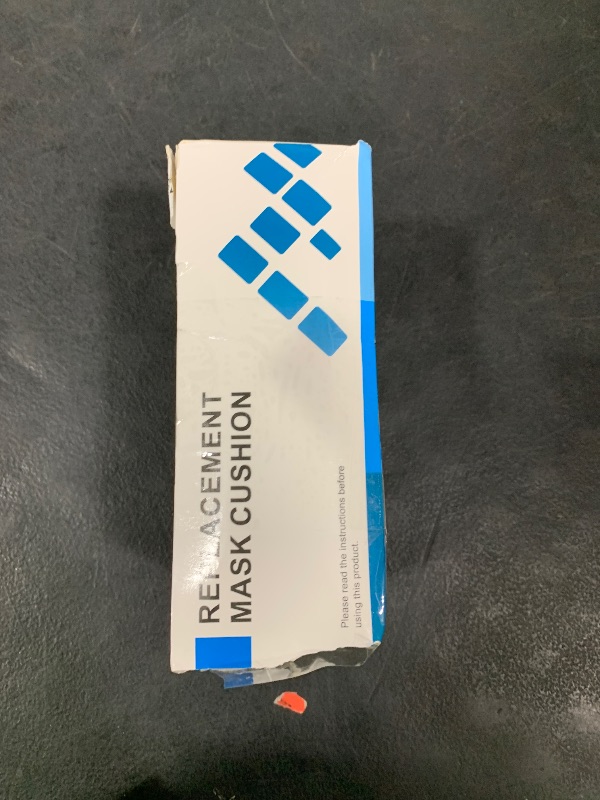 REPLACEMENT
MASK CUSHION
Please read the instructions before
using this product.